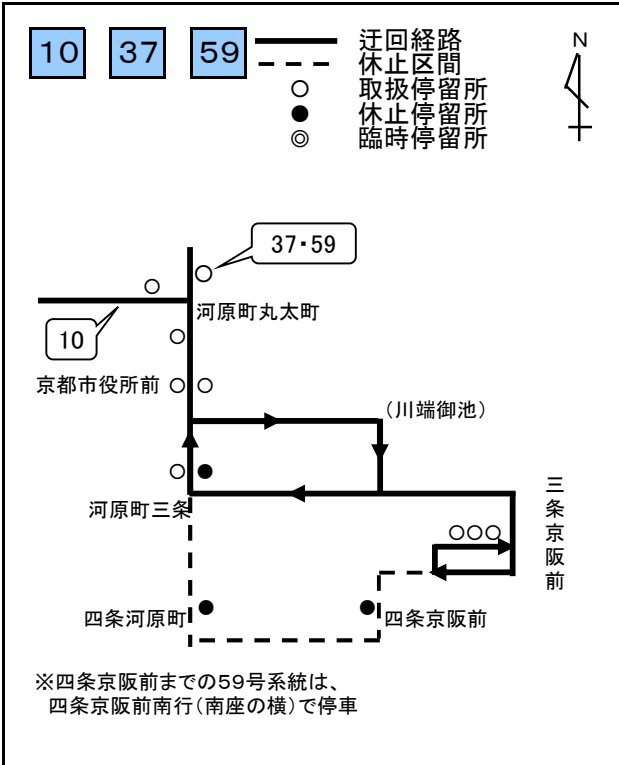 10 37 59
迂回経路
休止区間
取扱停留所
休止停留所
臨時停留所
N
37・59
河原町丸太町
10
京都市役所前
(川端御池)
河原町三条
三条京阪前
四条河原町
四条京阪前
※四条京阪前までの59号系統は、
四条京阪前南行(南座の横)で停車